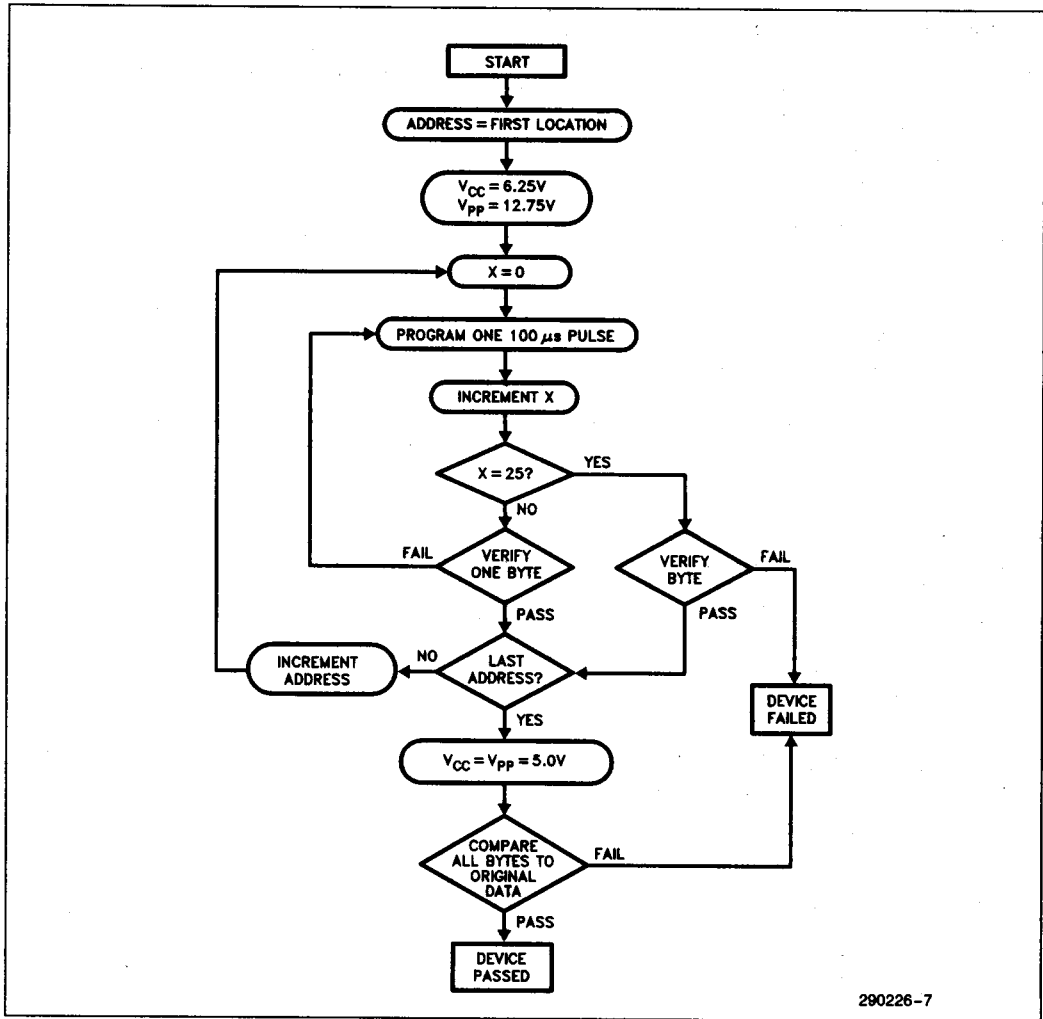 START
ADDRESS = FIRST LOCATION
VCC = 6.25V
VPP = 12.75V
X = 0
PROGRAM ONE 100 μs PULSE
INCREMENT X
X = 25?
YES
NO
FAIL
VERIFY
ONE BYTE
VERIFY
BYTE
FAIL
PASS
PASS
INCREMENT
ADDRESS
NO
LAST
ADDRESS?
DEVICE
FAILED
YES
VCC = VPP = 5.0V
COMPARE
ALL BYTES TO
ORIGINAL
DATA
FAIL
PASS
DEVICE
PASSED
290226-7